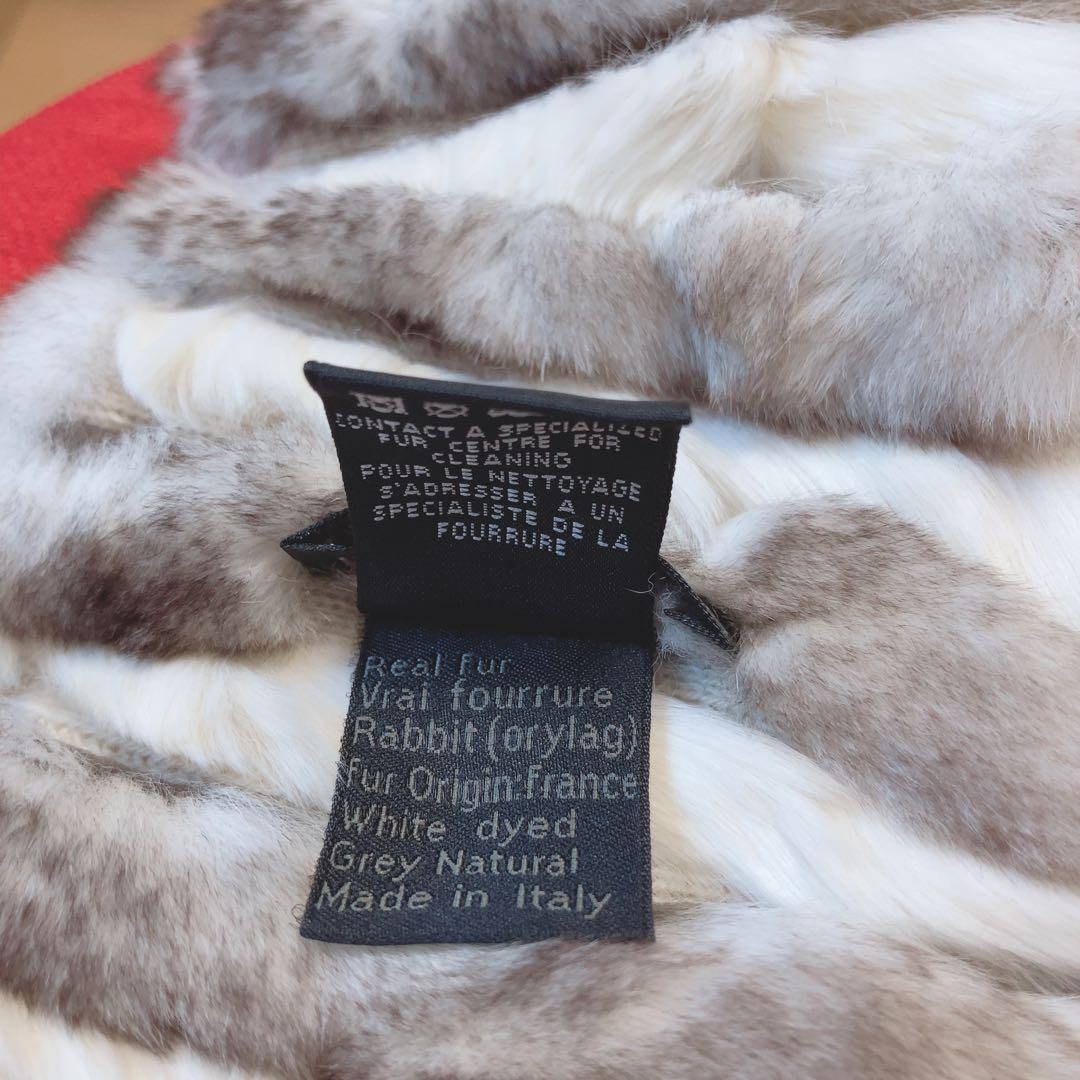 CONTACT A SPECIALIZED
FUR CENTRE FOR
CLEANING
POUR LE NETTOYAGE
S'ADRESSER A UN
SPECIALISTE DE LA
FOURRURE
Real fur
Vrai fourrure
Rabbit (orylag)
Fur Origin:france
White dyed
Grey Natural
Made in Italy